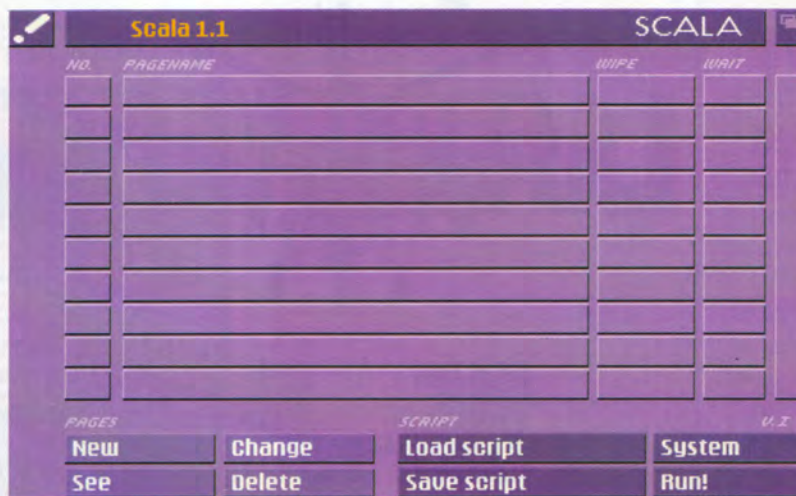 Scala 1.1 SCALA
NO. PAGENAME WIPE WAIT
PAGES SCRIPT V.I
New Change Load script System
See Delete Save script Run!